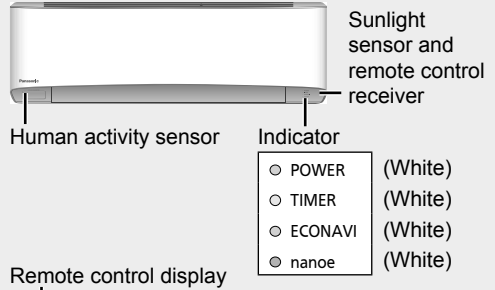 Panasonic
Sunlight
sensor and
remote control
receiver
Human activity sensor
Indicator
POWER (White)
TIMER (White)
ECONAVI (White)
nanoe (White)
Remote control display